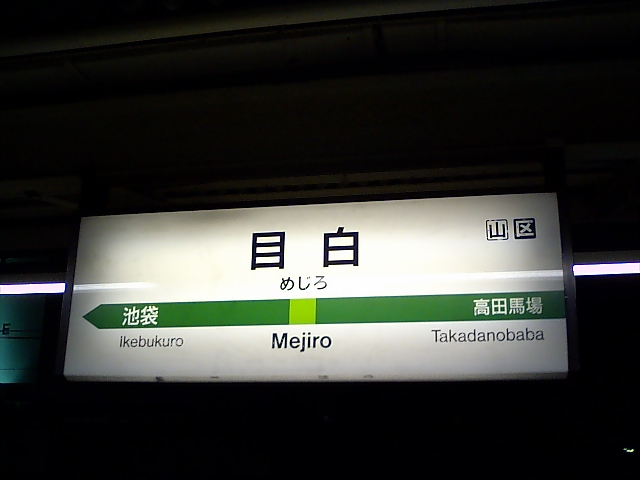 目白
山 区
めじろ
池袋 高田馬場
Ikebukuro Mejiro Takadanobaba